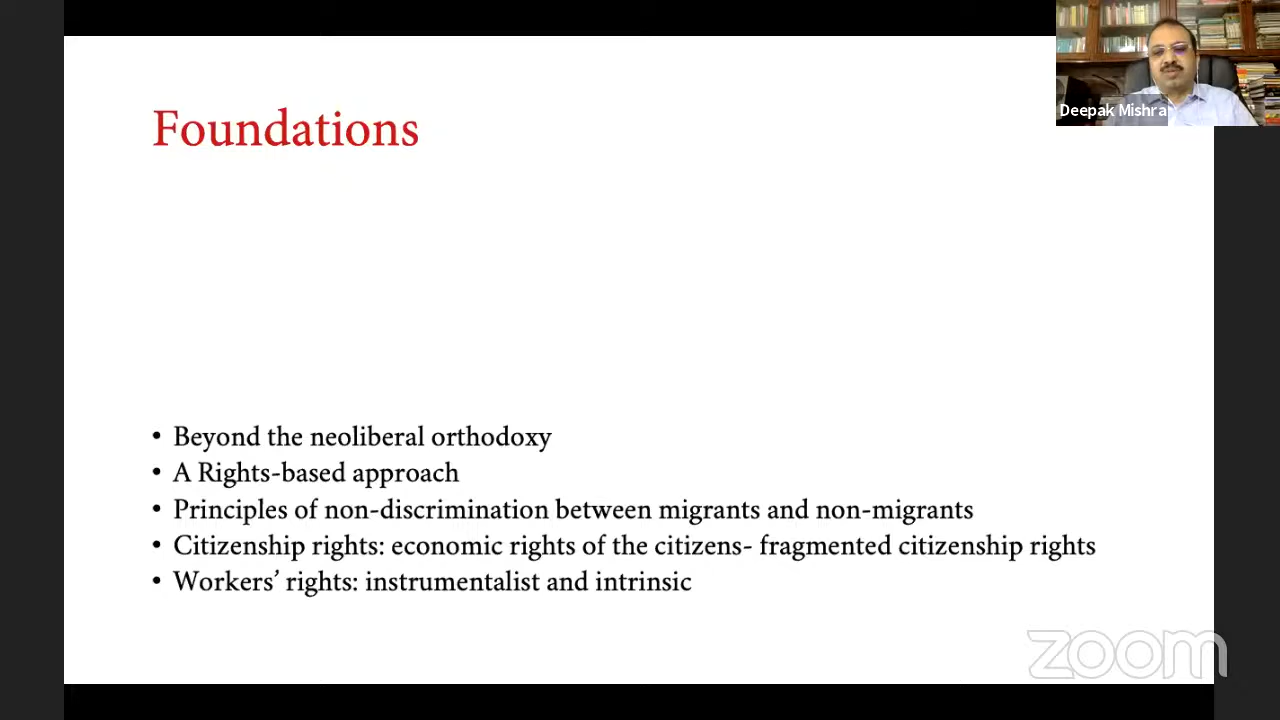 Deepak Mishra
Foundations
• Beyond the neoliberal orthodoxy
• A Rights-based approach
• Principles of non-discrimination between migrants and non-migrants
• Citizenship rights: economic rights of the citizens- fragmented citizenship rights
• Workers’ rights: instrumentalist and intrinsic
zoom